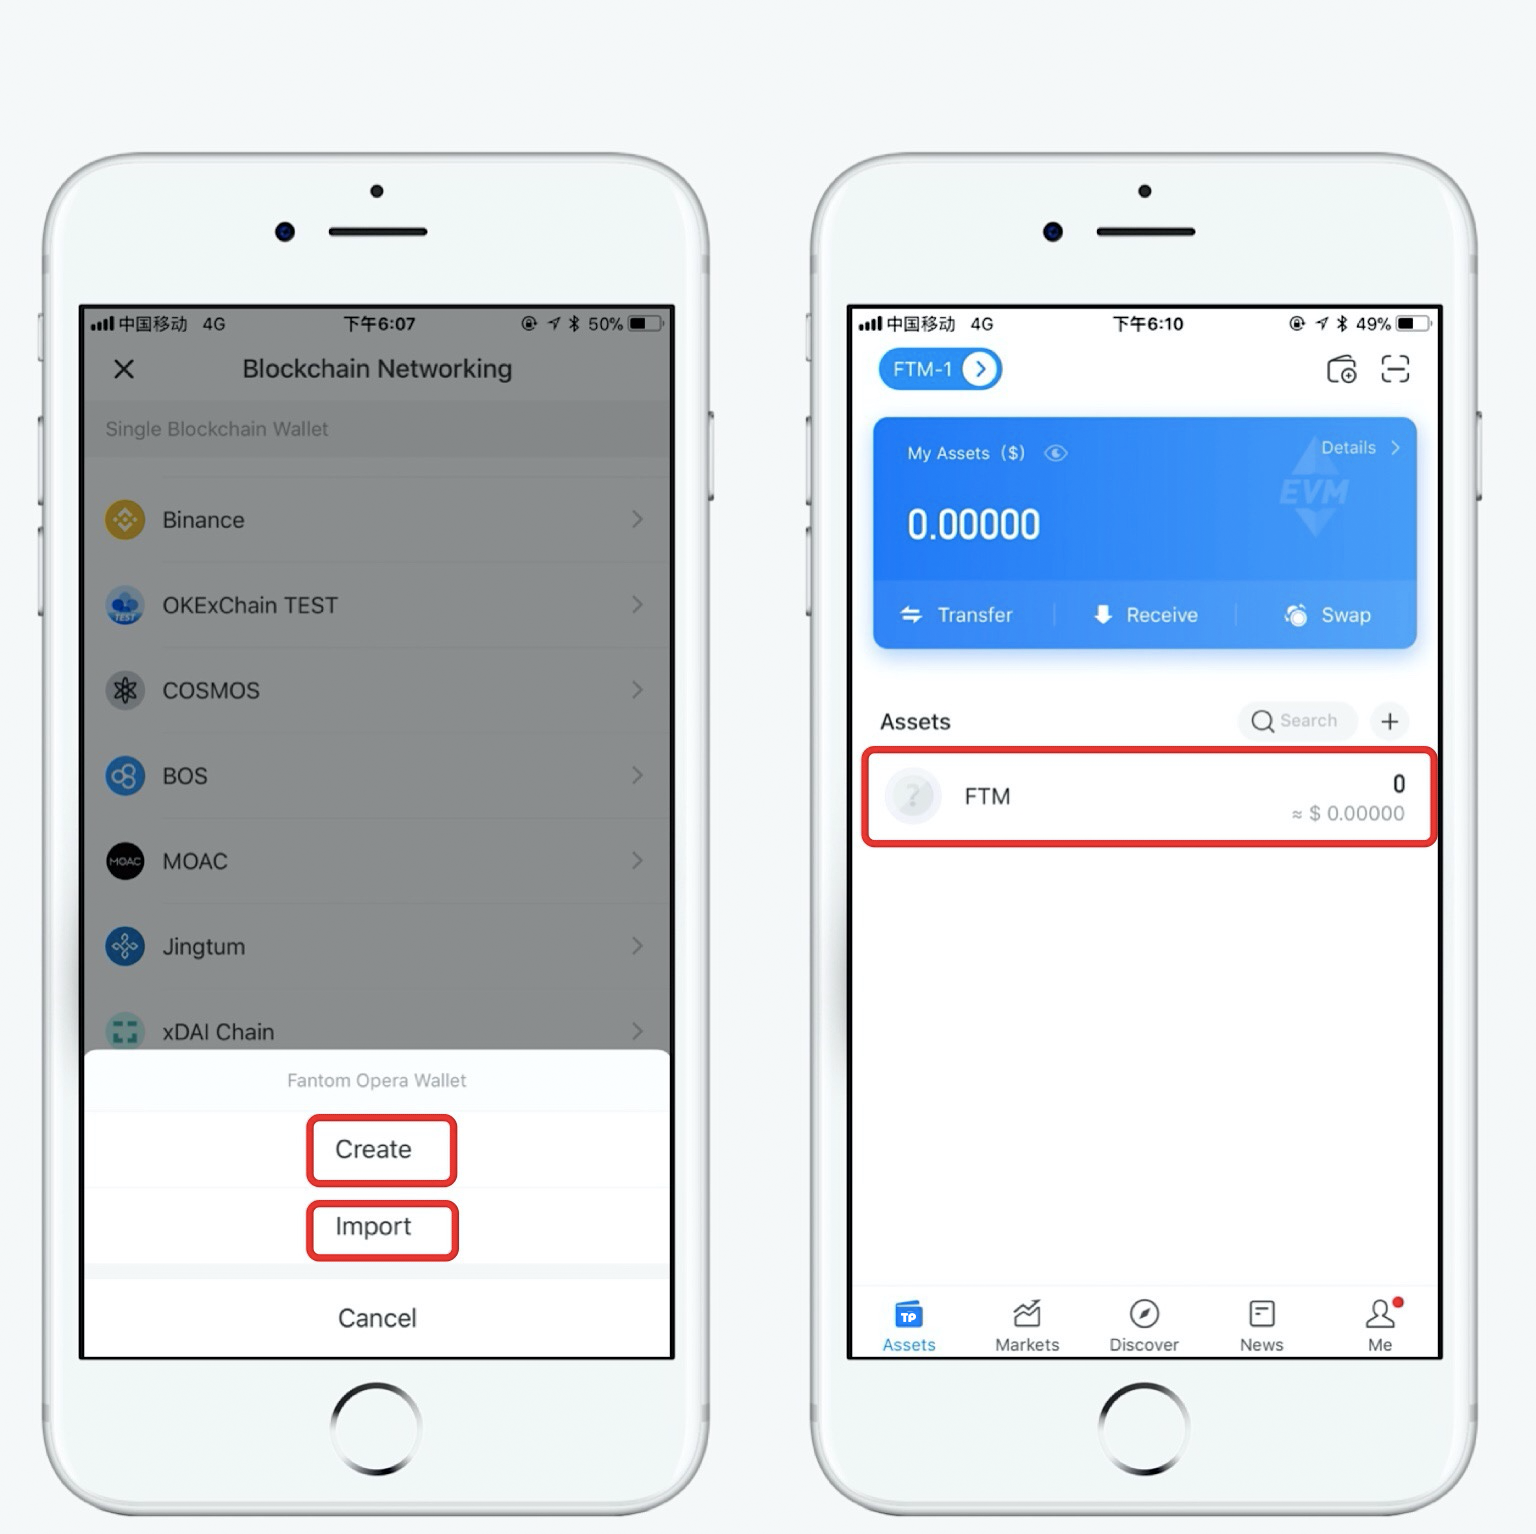 中国移动 4G 下午6:07 50%
Blockchain Networking
Single Blockchain Wallet
Binance
TEST
OKExChain TEST
COSMOS
BOS
MOAC
MOAC
Jingtum
xDAI Chain
Fantom Opera Wallet
Create
Import
Cancel
中国移动 4G 下午6:10 49%
FTM-1
My Assets ($)
Details
EVM
0.00000
Transfer Receive Swap
Assets Search
? FTM 0
≈ $ 0.00000
TP
Assets Markets Discover News Me